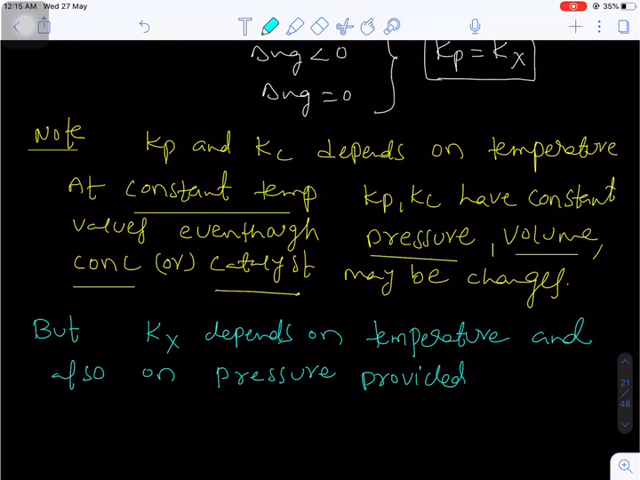 12:15 AM Wed 27 May
35%
Δng < 0
Kp = Kx
Δng = 0
Note Kp and Kc depends on temperature
At constant temp Kp, Kc have constant
values eventhough pressure, volume,
conc (or) catalyst may be changes.
But Kx depends on temperature and
also on pressure provided
21
/
48